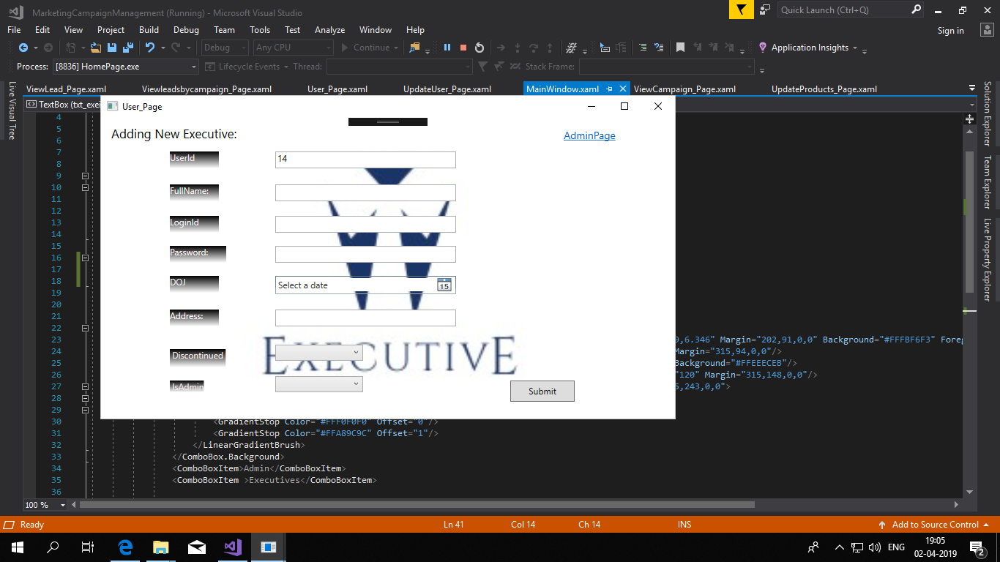 MarketingCampaignManagement (Running) - Microsoft Visual Studio
Quick Launch (Ctrl+Q)
File Edit View Project Build Debug Team Tools Test Analyze Window Help
Sign in
Debug Any CPU Continue Application Insights
Process: [8836] HomePage.exe Lifecycle Events Thread: Stack Frame:
ViewLead_Page.xaml Viewleadsbycampaign_Page.xaml User_Page.xaml UpdateUser_Page.xaml MainWindow.xaml ViewCampaign_Page.xaml UpdateProducts_Page.xaml
Live Visual Tree
Solution Explorer
Team Explorer
Live Property Explorer
TextBox (txt_exe
User_Page
Adding New Executive:
AdminPage
UserId 14
FullName:
LoginId
Password:
DOJ Select a date 15
Address:
EXECUTIVE
Discontinued
IsAdmin
Submit
4
5
6
7
8
9
10
11
12
13
14
15
16
17
18
19
20
21
22
23 9,6.346" Margin="202,91,0,0" Background="#FFFBF6F3" Fore
24 Margin="315,94,0,0"/>
25 Background="#FFEEECEB"/>
26 "120" Margin="315,148,0,0"/>
27 5,243,0,0">
28
29
30 <GradientStop Color="#FFF0F0F0" Offset="0"/>
31 <GradientStop Color="#FFA89C9C" Offset="1"/>
32 </LinearGradientBrush>
33 </ComboBox.Background>
34 <ComboBoxItem>Admin</ComboBoxItem>
35 <ComboBoxItem >Executives</ComboBoxItem>
36
100 %
Ready Ln 41 Col 14 Ch 14 INS Add to Source Control
ENG 19:05
02-04-2019
2